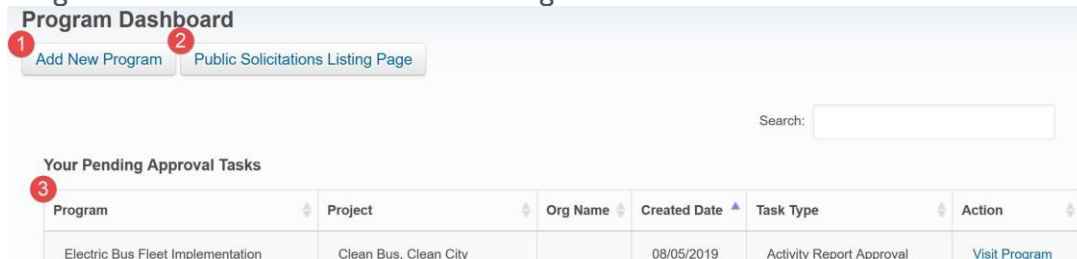 Program Dashboard
1 2
Add New Program Public Solicitations Listing Page
Search:
Your Pending Approval Tasks
3
Program Project Org Name Created Date Task Type Action
Electric Bus Fleet Implementation Clean Bus, Clean City 08/05/2019 Activity Report Approval Visit Program